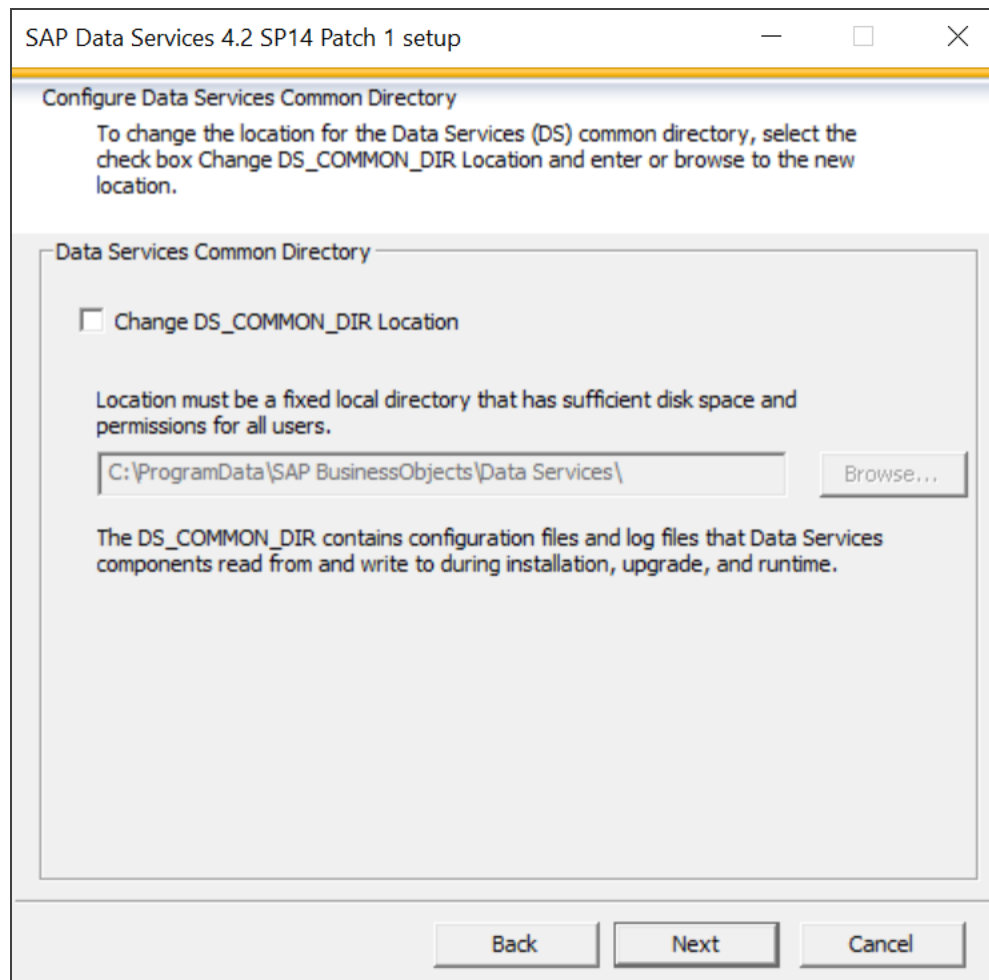 SAP Data Services 4.2 SP14 Patch 1 setup
Configure Data Services Common Directory
To change the location for the Data Services (DS) common directory, select the
check box Change DS_COMMON_DIR Location and enter or browse to the new
location.
Data Services Common Directory
Change DS_COMMON_DIR Location
Location must be a fixed local directory that has sufficient disk space and
permissions for all users.
C:\ProgramData\SAP BusinessObjects\Data Services\
Browse...
The DS_COMMON_DIR contains configuration files and log files that Data Services
components read from and write to during installation, upgrade, and runtime.
Back
Next
Cancel